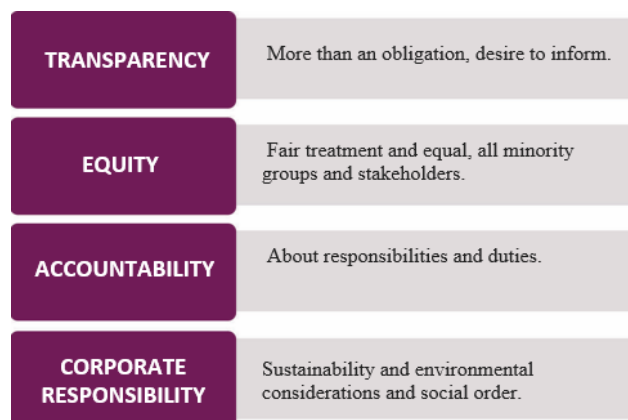 TRANSPARENCY
More than an obligation, desire to inform.
EQUITY
Fair treatment and equal, all minority
groups and stakeholders.
ACCOUNTABILITY
About responsibilities and duties.
CORPORATE
RESPONSIBILITY
Sustainability and environmental
considerations and social order.